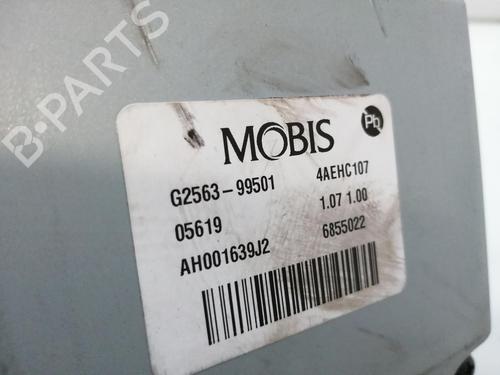 B-PARTS
MOBIS
Pb
G2563-99501 4AEHC107
05619 1.07 1.00
AH001639J2 6855022